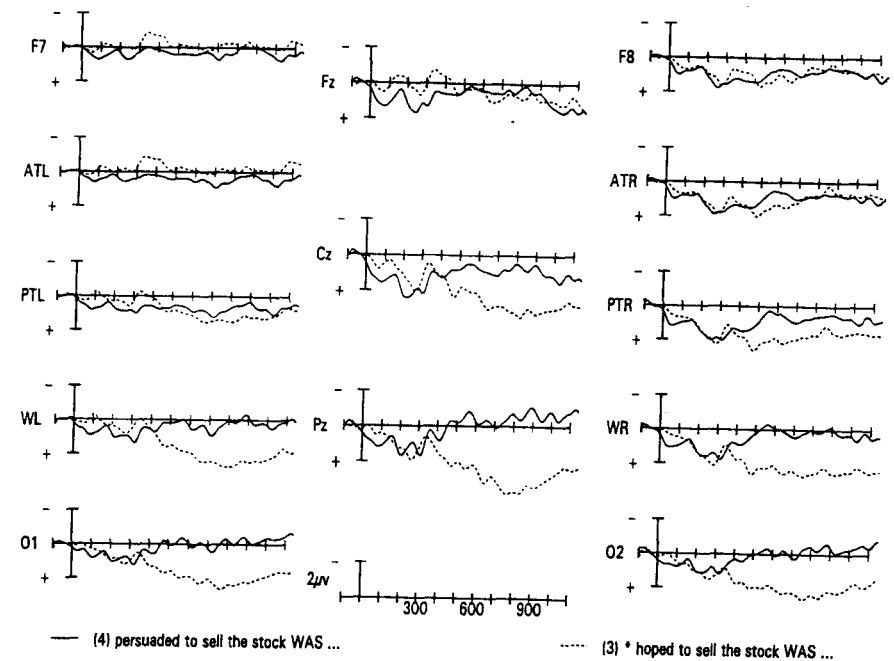 −
F7
+
−
Fz
+
−
F8
+
−
ATL
+
−
ATR
+
−
Cz
+
−
PTL
+
−
PTR
+
−
WL
+
−
Pz
+
−
WR
+
−
O1
+
−
O2
+
2μv
300 600 900
(4) persuaded to sell the stock WAS ...
(3) * hoped to sell the stock WAS ...